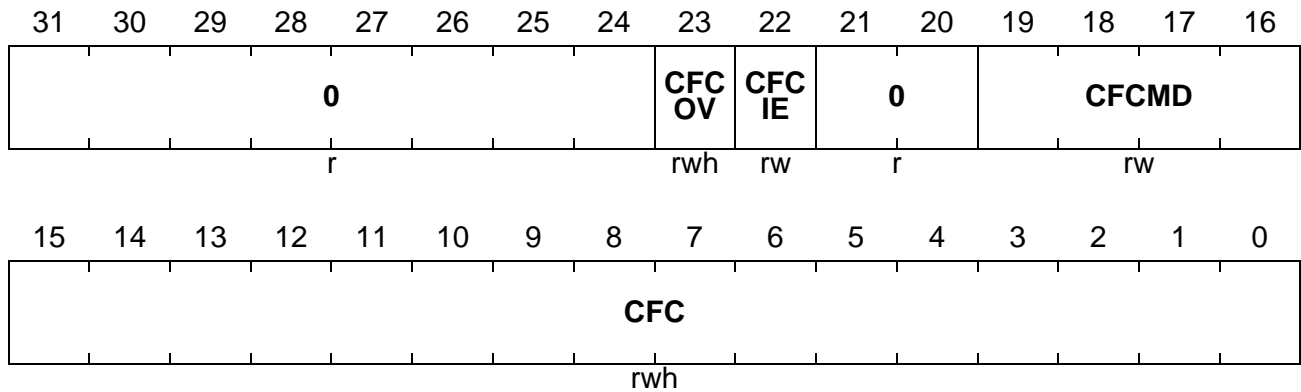 31 30 29 28 27 26 25 24 23 22 21 20 19 18 17 16
0 CFC OV CFC IE 0 CFCMD
r rwh rw r rw
15 14 13 12 11 10 9 8 7 6 5 4 3 2 1 0
CFC
rwh